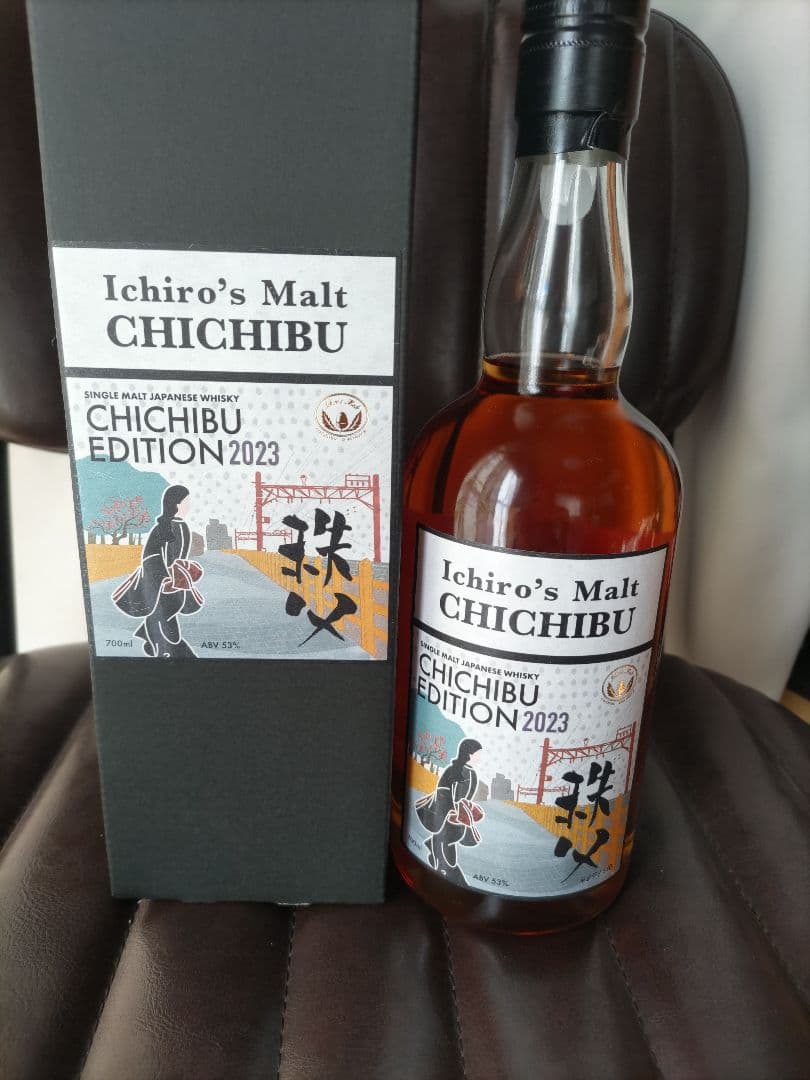 Ichiro's Malt
CHICHIBU
SINGLE MALT JAPANESE WHISKY
CHICHIBU
EDITION 2023
秩父
700ml
ABV 53%
Ichiro's Malt
CHICHIBU
SINGLE MALT JAPANESE WHISKY
CHICHIBU
EDITION 2023
秩父
700ml
ABV 53%